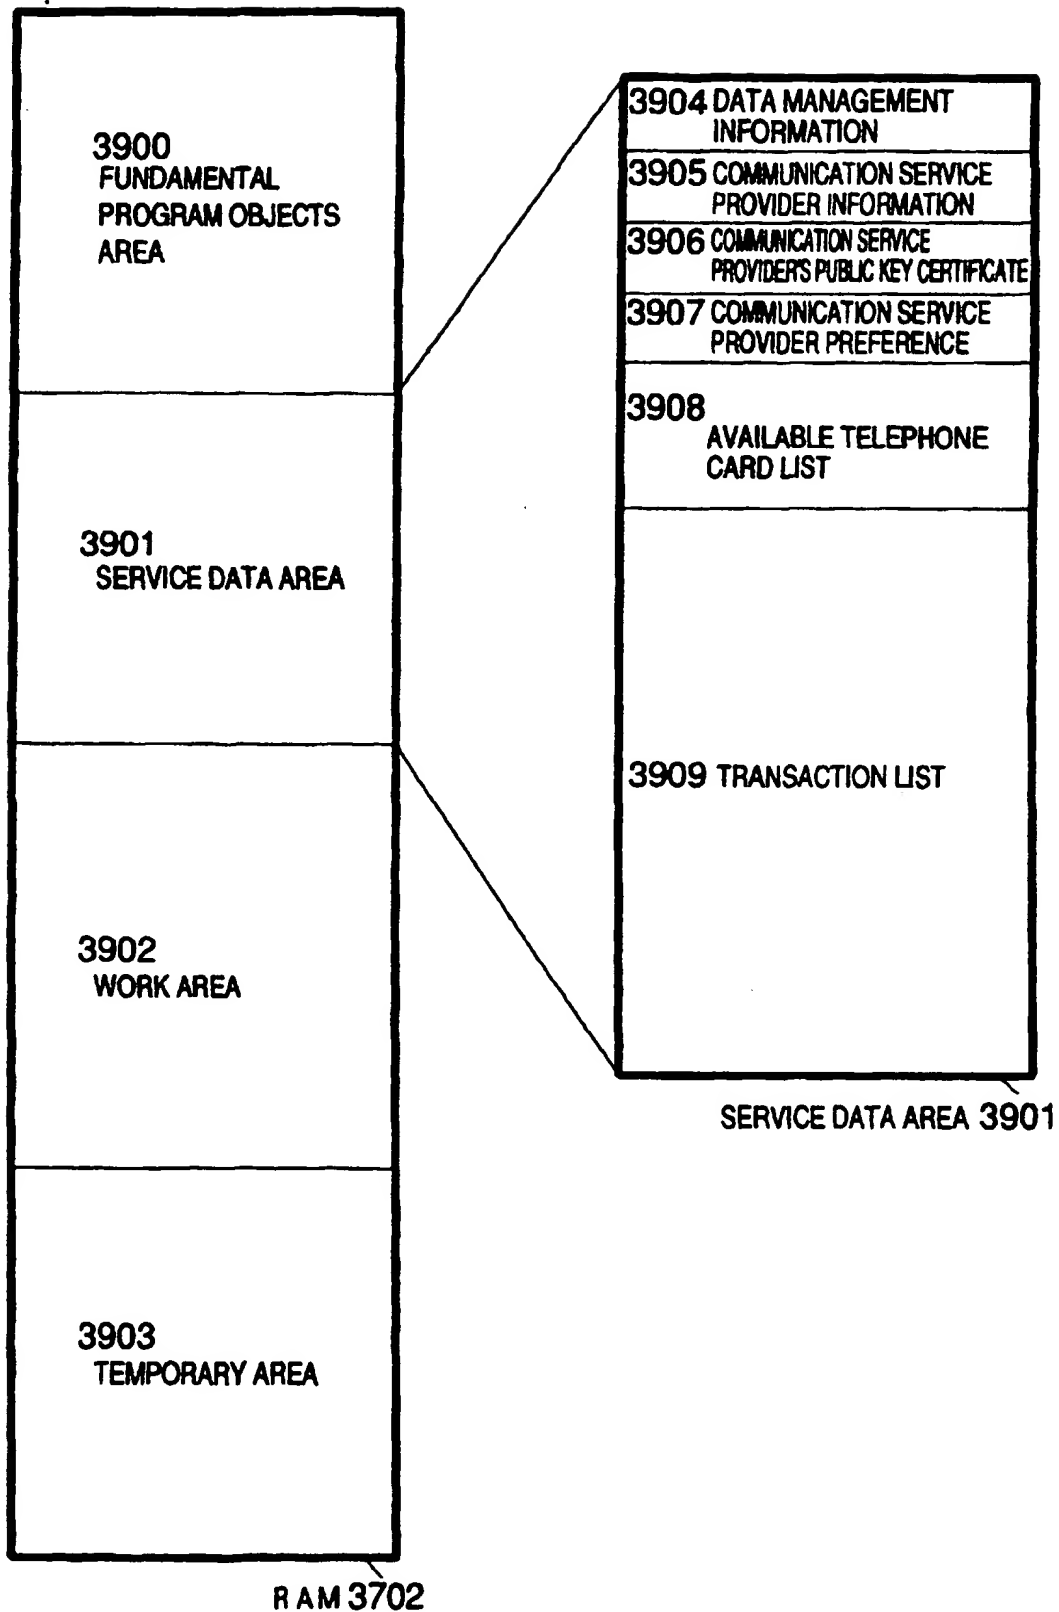 3900
FUNDAMENTAL
PROGRAM OBJECTS
AREA
3901
SERVICE DATA AREA
3902
WORK AREA
3903
TEMPORARY AREA
RAM 3702
3904 DATA MANAGEMENT
INFORMATION
3905 COMMUNICATION SERVICE
PROVIDER INFORMATION
3906 COMMUNICATION SERVICE
PROVIDER'S PUBLIC KEY CERTIFICATE
3907 COMMUNICATION SERVICE
PROVIDER PREFERENCE
3908
AVAILABLE TELEPHONE
CARD LIST
3909 TRANSACTION LIST
SERVICE DATA AREA 3901